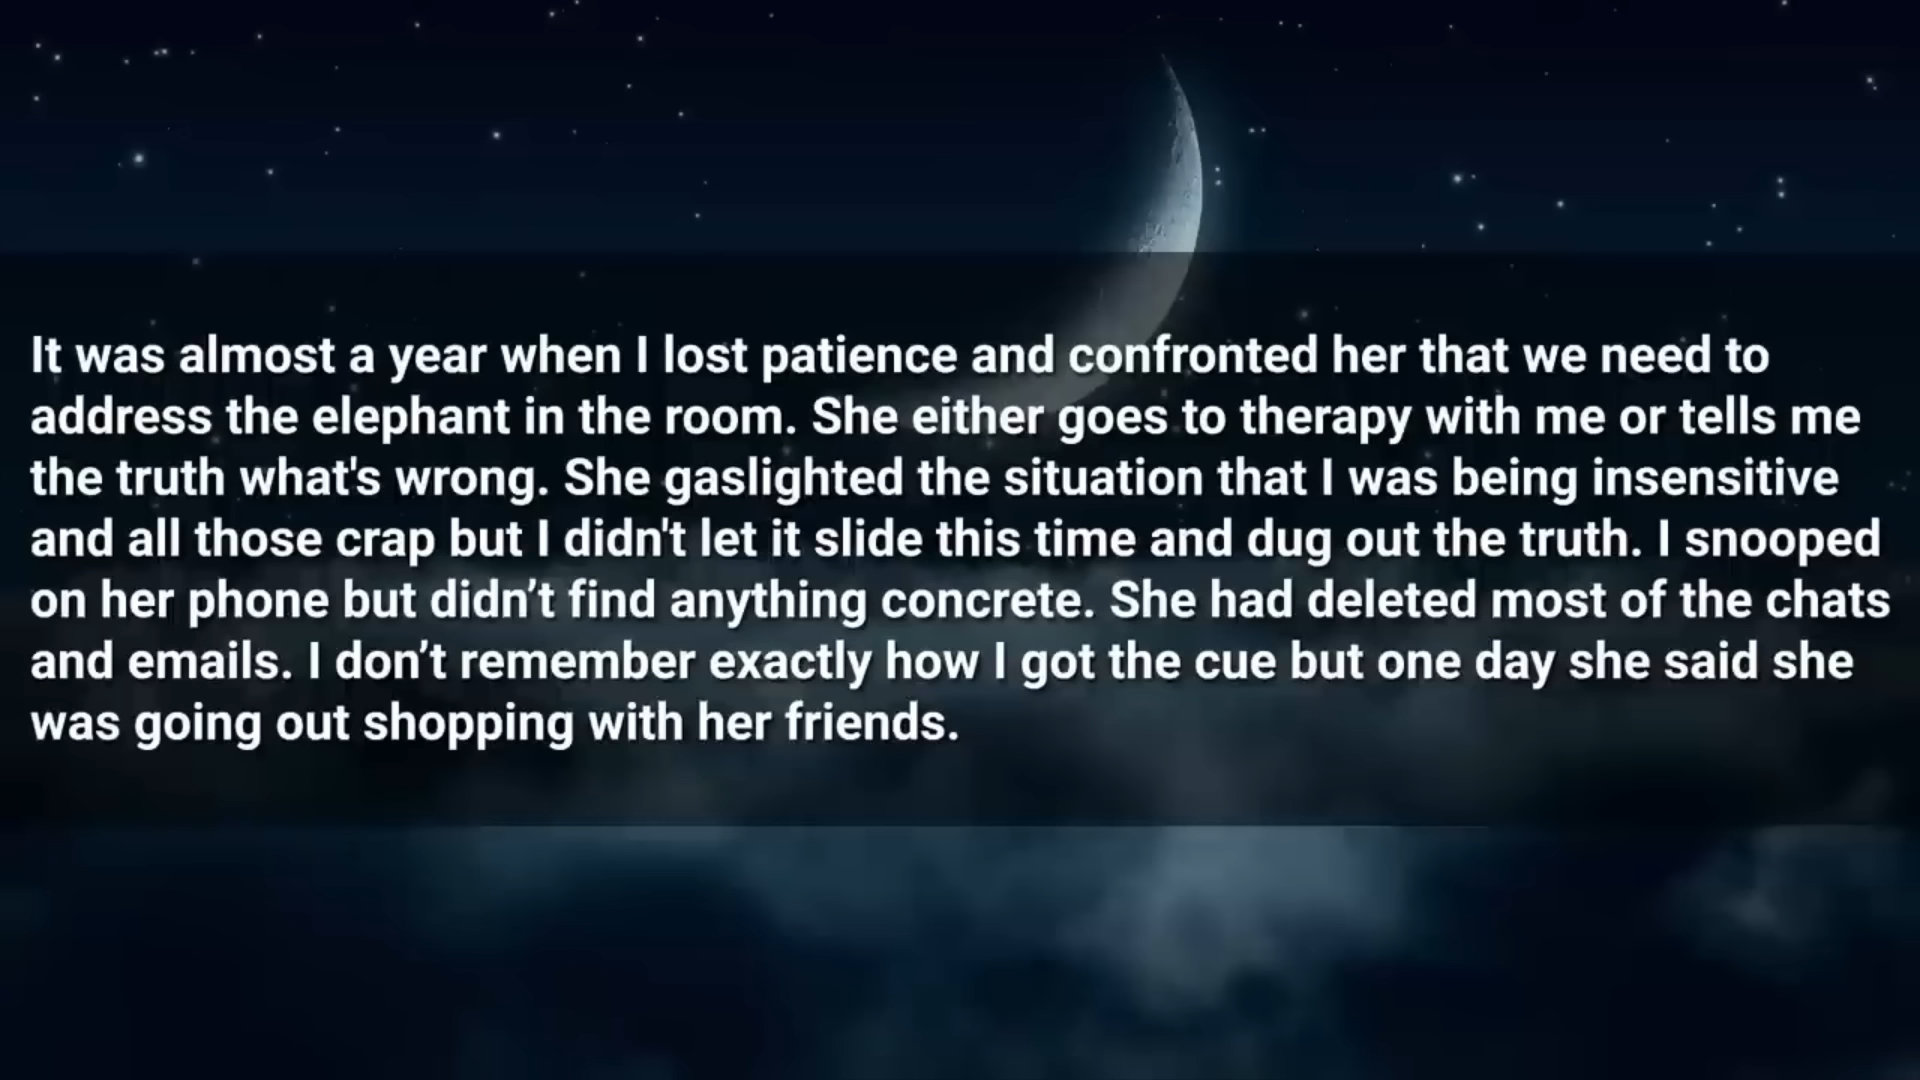 It was almost a year when I lost patience and confronted her that we need to
address the elephant in the room. She either goes to therapy with me or tells me
the truth what's wrong. She gaslighted the situation that I was being insensitive
and all those crap but I didn't let it slide this time and dug out the truth. I snooped
on her phone but didn’t find anything concrete. She had deleted most of the chats
and emails. I don’t remember exactly how I got the cue but one day she said she
was going out shopping with her friends.